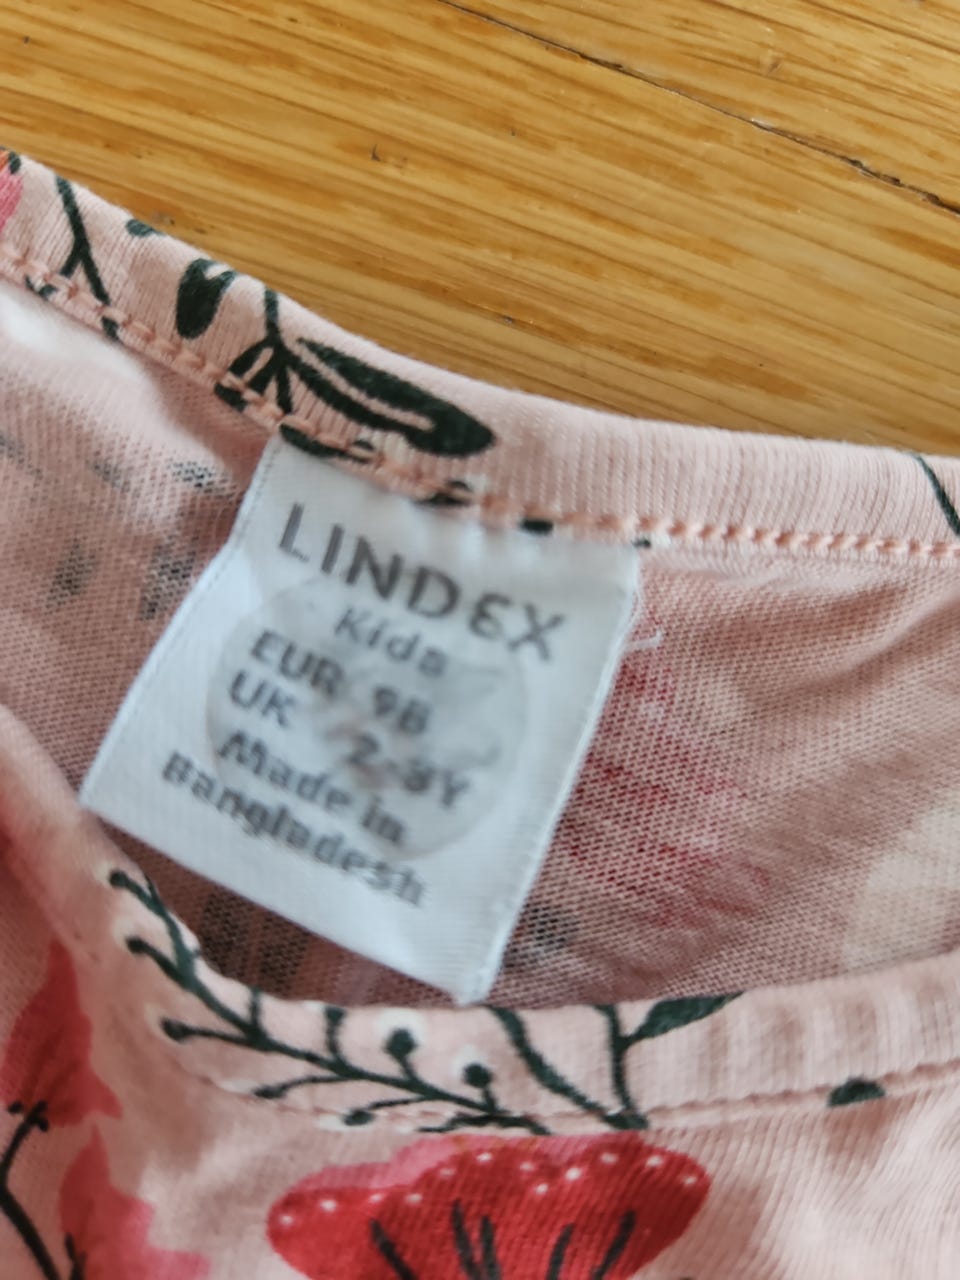 LINDEX
Kids
EUR 98
UK 2-3Y
Made in
Bangladesh